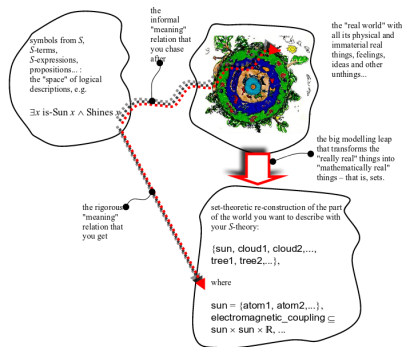 the
informal
"meaning"
relation that
you chase
after
the "real world" with
all its physical and
immaterial real
things, feelings,
ideas and other
unthings...
symbols from S,
S-terms,
S-expressions,
propositions... :
the "space" of logical
descriptions, e.g.
∃x is-Sun x ∧ Shines
the big modelling leap
that transforms the
"really real" things into
"mathematically real"
things – that is, sets.
the rigorous
"meaning"
relation that
you get
set-theoretic re-construction of the part
of the world you want to describe with
your S-theory:
{sun, cloud1, cloud2,...,
tree1, tree2,...},
where
sun = {atom1, atom2,...},
electromagnetic_coupling ⊆
sun × sun × ℝ, ...